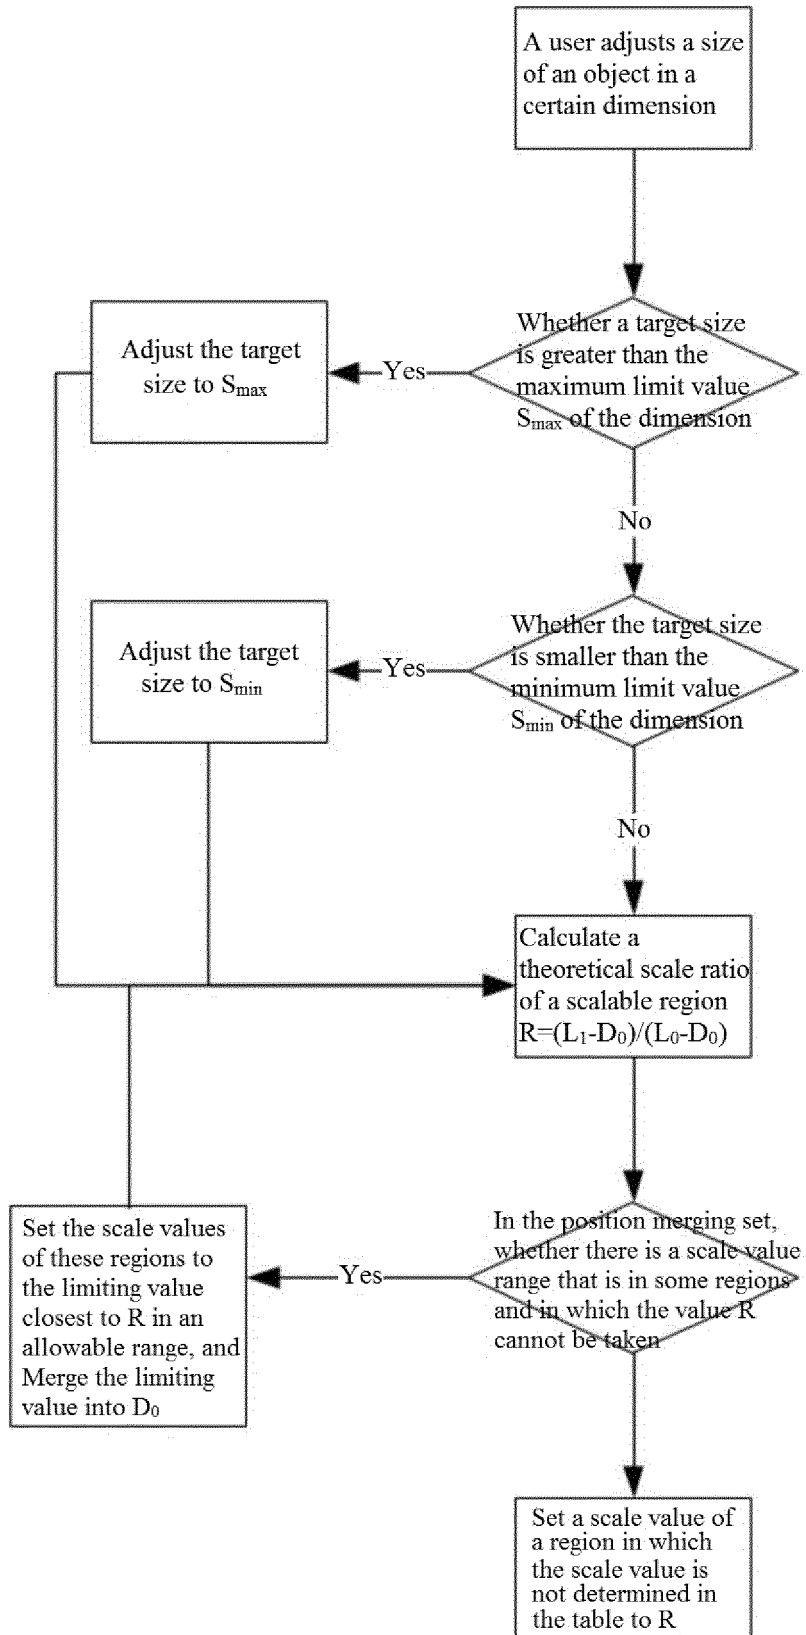 A user adjusts a size
of an object in a
certain dimension
Whether a target size
is greater than the
maximum limit value
Smax of the dimension
Yes
Adjust the target
size to Smax
No
Whether the target size
is smaller than the
minimum limit value
Smin of the dimension
Yes
Adjust the target
size to Smin
No
Calculate a
theoretical scale ratio
of a scalable region
R=(L1-D0)/(L0-D0)
In the position merging set,
whether there is a scale value
range that is in some regions
and in which the value R
cannot be taken
Yes
Set the scale values
of these regions to
the limiting value
closest to R in an
allowable range, and
Merge the limiting
value into D0
Set a scale value of
a region in which
the scale value is
not determined in
the table to R